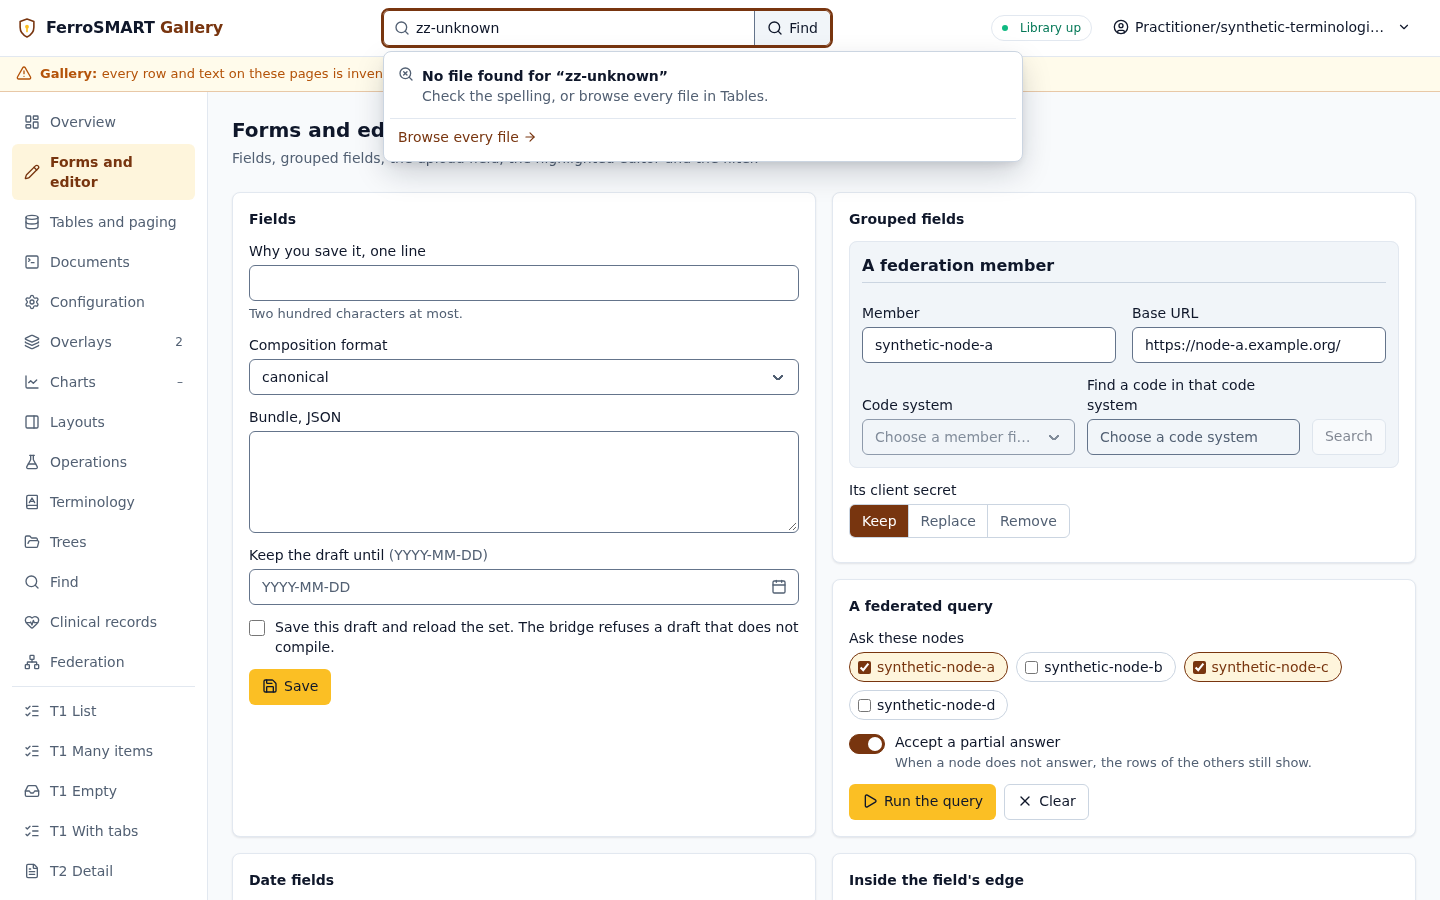 FerroSMART Gallery
zz-unknown
Find
Library up
Practitioner/synthetic-terminologi…
Gallery: every row and text on these pages is inven
No file found for “zz-unknown”
Check the spelling, or browse every file in Tables.
Browse every file →
Overview
Forms and
editor
Tables and paging
Documents
Configuration
Overlays 2
Charts –
Layouts
Operations
Terminology
Trees
Find
Clinical records
Federation
T1 List
T1 Many items
T1 Empty
T1 With tabs
T2 Detail
Forms and ed
Fields, grouped fields,
Fields
Why you save it, one line
Two hundred characters at most.
Composition format
canonical
Bundle, JSON
Keep the draft until (YYYY-MM-DD)
YYYY-MM-DD
Save this draft and reload the set. The bridge refuses a draft that does not
compile.
Save
Grouped fields
A federation member
Member
Base URL
synthetic-node-a
https://node-a.example.org/
Code system
Find a code in that code
system
Choose a member fi…
Choose a code system
Search
Its client secret
Keep
Replace
Remove
A federated query
Ask these nodes
synthetic-node-a
synthetic-node-b
synthetic-node-c
synthetic-node-d
Accept a partial answer
When a node does not answer, the rows of the others still show.
Run the query
Clear
Date fields
Inside the field's edge